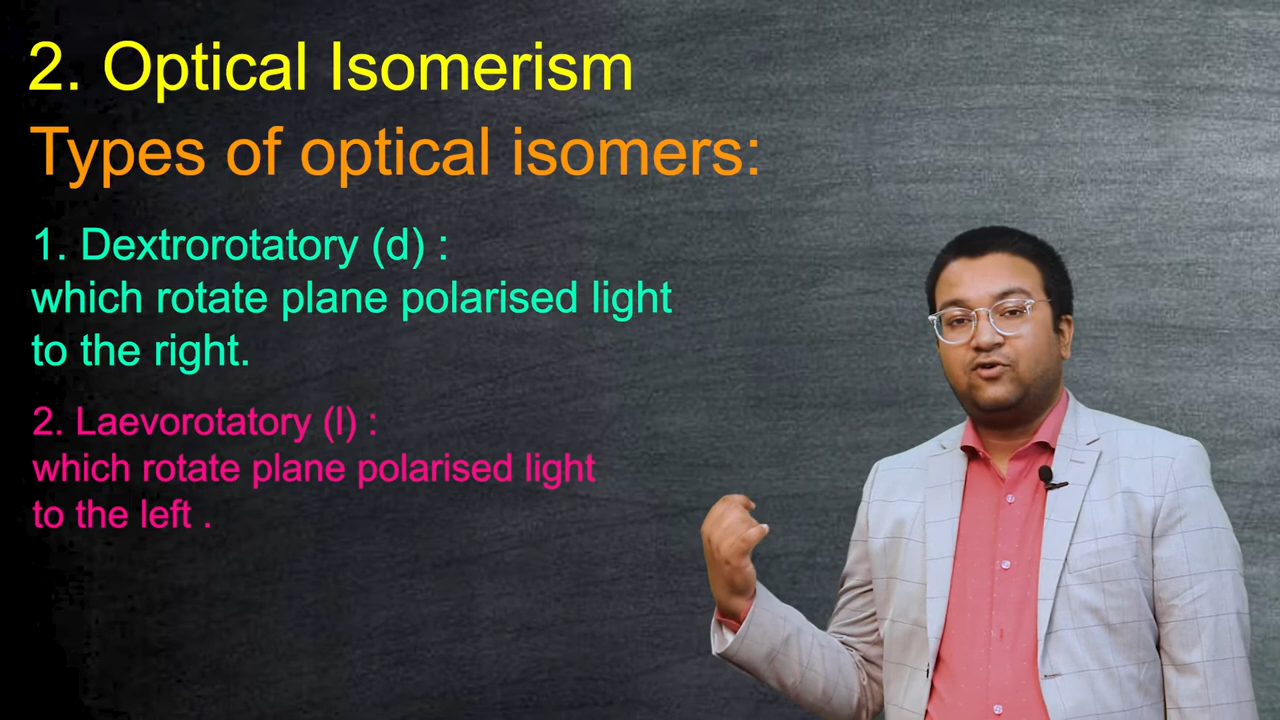 2. Optical Isomerism
Types of optical isomers:
1. Dextrorotatory (d) :
which rotate plane polarised light
to the right.
2. Laevorotatory (l) :
which rotate plane polarised light
to the left .